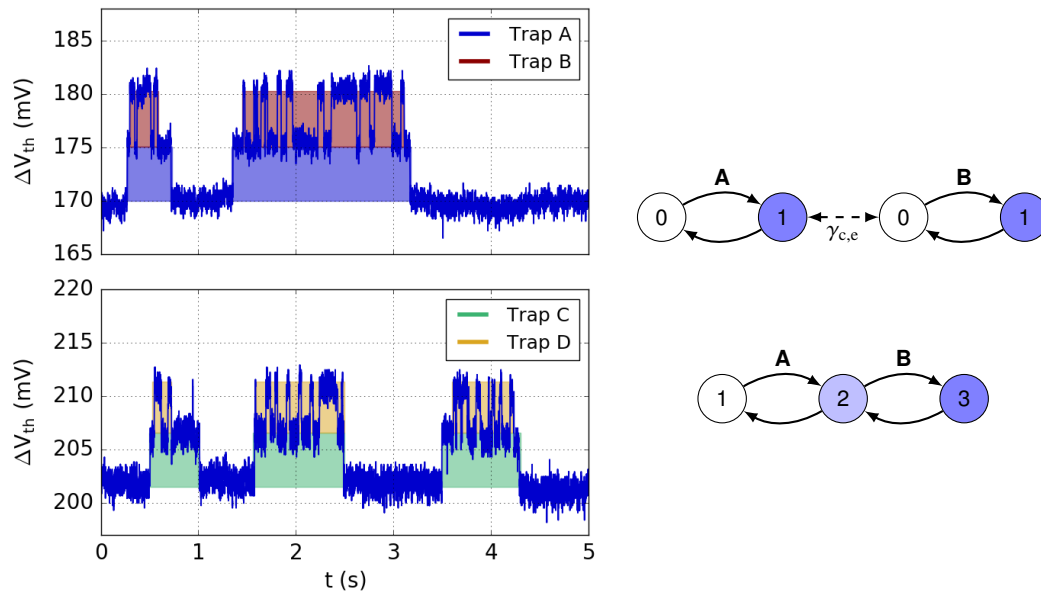 185
180
175
170
165
ΔV_th (mV)
Trap A
Trap B
220
215
210
205
200
ΔV_th (mV)
Trap C
Trap D
0 1 2 3 4 5
t (s)
A B
0 1 0 1
γ_c,e
A B
1 2 3